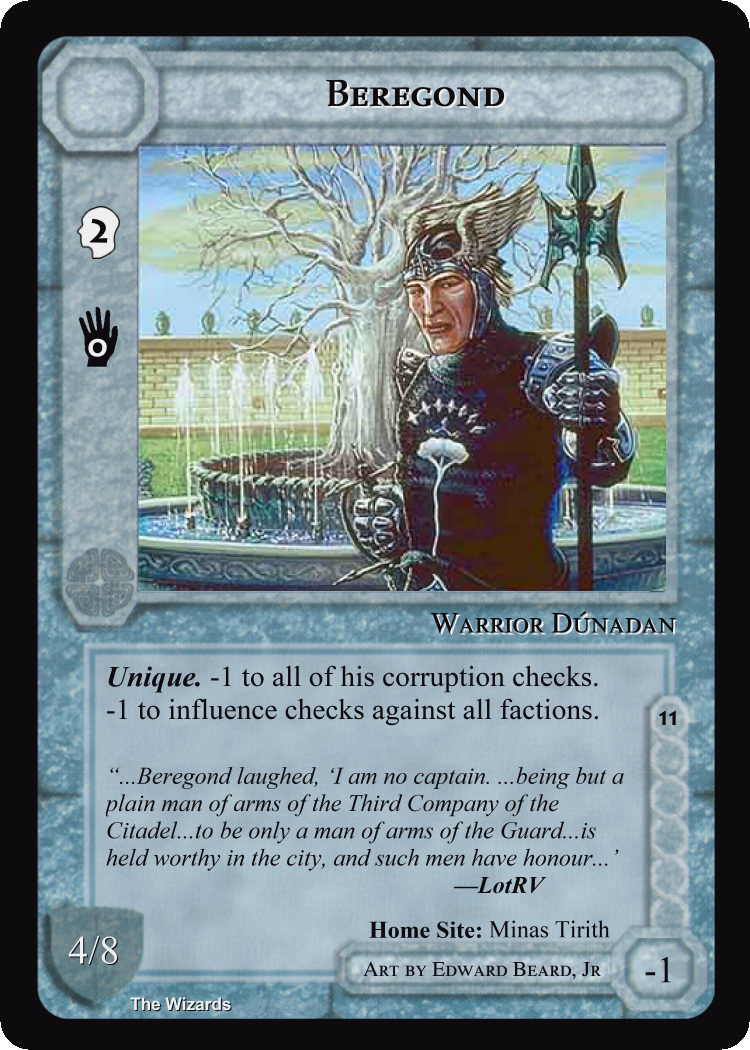 Beregond
2
0
Warrior Dúnadan
Unique. -1 to all of his corruption checks.
-1 to influence checks against all factions.
11
“...Beregond laughed, ‘I am no captain. ...being but a
plain man of arms of the Third Company of the
Citadel...to be only a man of arms of the Guard...is
held worthy in the city, and such men have honour...’
—LotRV
Home Site: Minas Tirith
4/8
Art by Edward Beard, Jr
-1
The Wizards